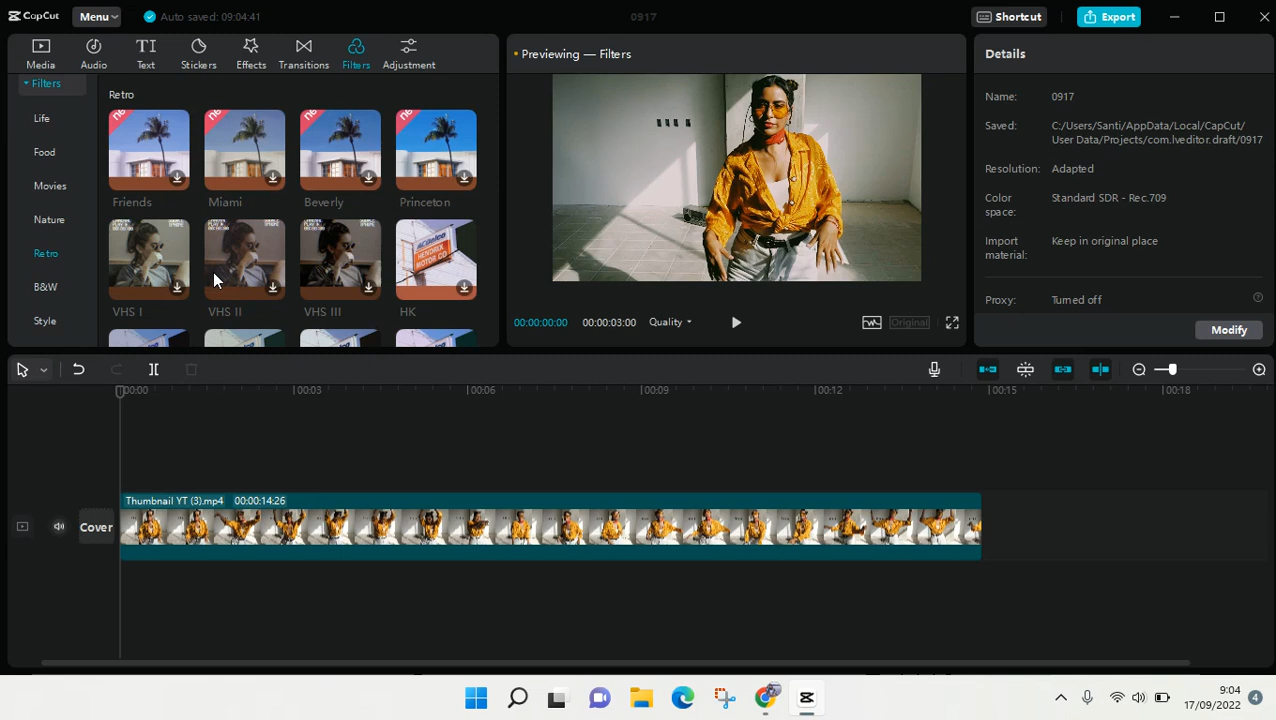 CapCut
Menu
Auto saved: 09:04:41
0917
Shortcut
Export
Media
Audio
Text
Stickers
Effects
Transitions
Filters
Adjustment
Filters
Life
Food
Movies
Nature
Retro
B&W
Style
Retro
Friends
Miami
Beverly
Princeton
VHS I
VHS II
VHS III
HK
HENDRIX
MOTOR CO
Previewing — Filters
00:00:00:00
00:00:03:00
Quality
Original
Details
Name: 0917
Saved: C:/Users/Santi/AppData/Local/CapCut/
User Data/Projects/com.lveditor.draft/0917
Resolution: Adapted
Color
space:
Standard SDR - Rec.709
Import
material:
Keep in original place
Proxy: Turned off
Modify
00:00
00:03
00:06
00:09
00:12
00:15
00:18
Thumbnail YT (3).mp4 00:00:14:26
Cover
9:04
17/09/2022
4